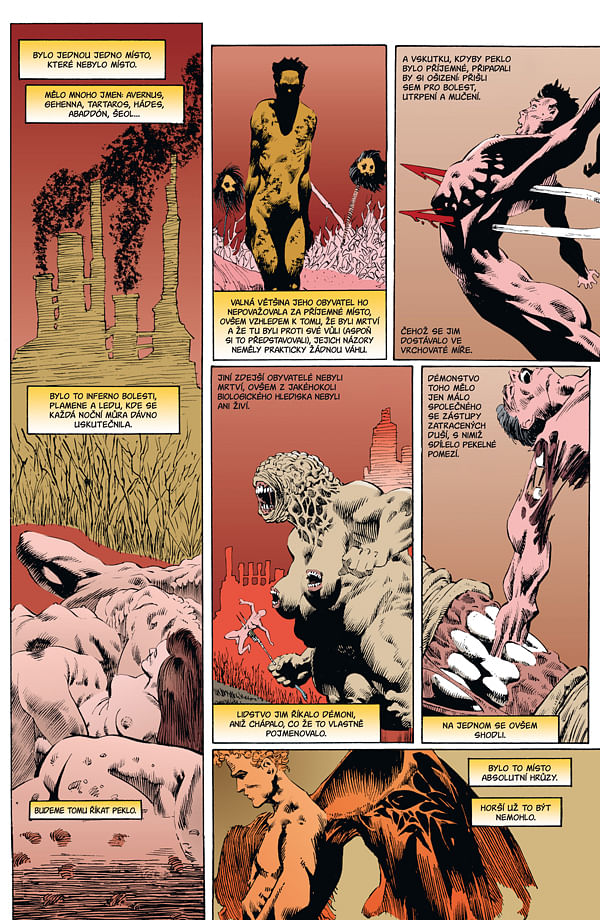 BYLO JEDNOU JEDNO MÍSTO,
KTERÉ NEBYLO MÍSTO.
MĚLO MNOHO JMEN: AVERNUS,
GEHENNA, TARTAROS, HÁDES,
ABADDÓN, ŠEOL...
BYLO TO INFERNO BOLESTI,
PLAMENE A LEDU, KDE SE
KAŽDÁ NOČNÍ MŮRA DÁVNO
USKUTEČNILA.
BUDEME TOMU ŘÍKAT PEKLO.
VALNÁ VĚTŠINA JEHO OBYVATEL HO
NEPOVAŽOVALA ZA PŘÍJEMNÉ MÍSTO,
OVŠEM VZHLEDEM K TOMU, ŽE BYLI MRTVÍ
A ŽE TU BYLI PROTI SVÉ VŮLI (ASPOŇ
SI TO PŘEDSTAVOVALI), JEJICH NÁZORY
NEMĚLY PRAKTICKY ŽÁDNOU VÁHU.
A VSKUTKU, KDYBY PEKLO
BYLO PŘÍJEMNÉ, PŘIPADALI
BY SI OŠIZENÍ: PŘIŠLI
SEM PRO BOLEST,
UTRPENÍ A MUČENÍ.
ČEHOŽ SE JIM
DOSTÁVALO VE
VRCHOVATÉ MÍŘE.
JINÍ ZDEJŠÍ OBYVATELÉ NEBYLI
MRTVÍ, OVŠEM Z JAKÉHOKOLI
BIOLOGICKÉHO HLEDISKA NEBYLI
ANI ŽIVÍ.
LIDSTVO JIM ŘÍKALO DÉMONI,
ANIŽ CHÁPALO, CO ŽE TO VLASTNĚ
POJMENOVALO.
DÉMONSTVO
TOHO MĚLO
JEN MÁLO
SPOLEČNÉHO
SE ZÁSTUPY
ZATRACENÝCH
DUŠÍ, S NIMIŽ
SDÍLELO PEKELNÉ
POMEZÍ.
NA JEDNOM SE OVŠEM
SHODLI.
BYLO TO MÍSTO
ABSOLUTNÍ HRŮZY.
HORŠÍ UŽ TO BÝT
NEMOHLO.